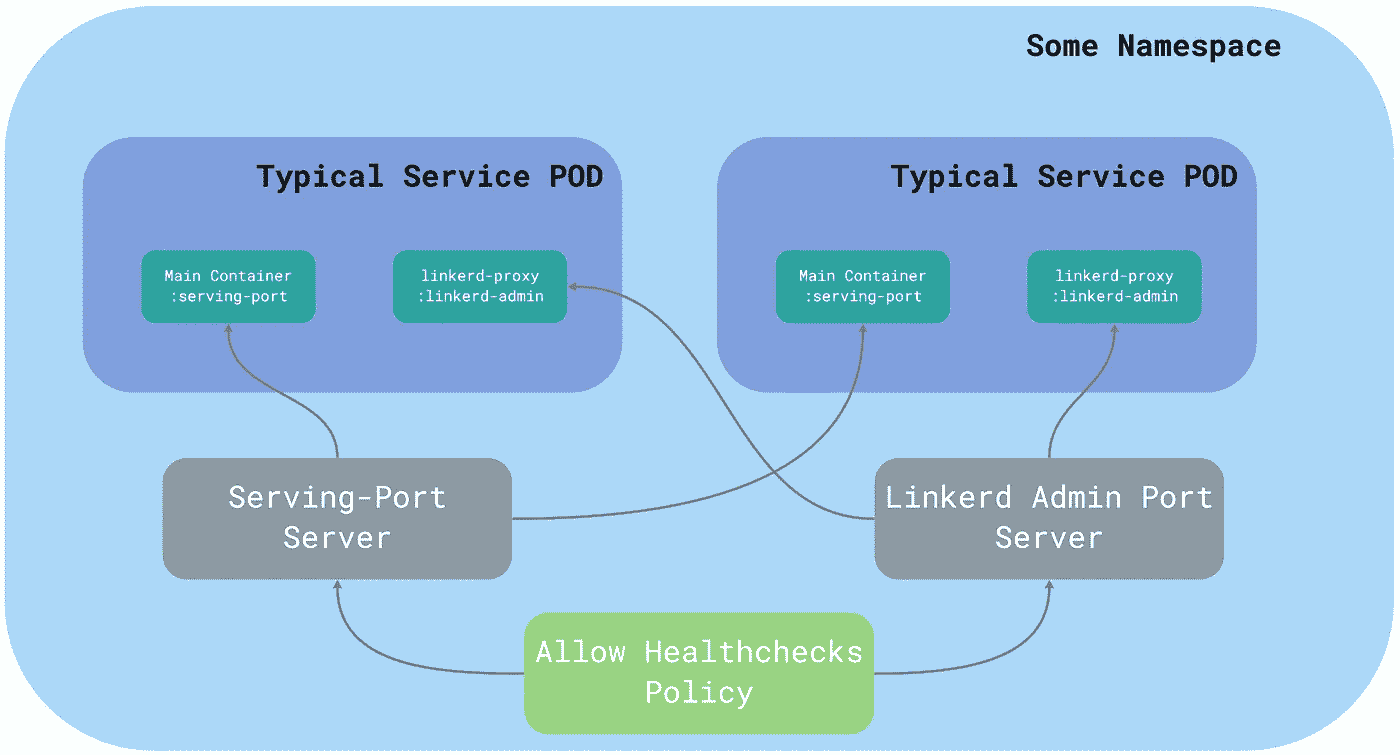 Some Namespace
Typical Service POD
Main Container
:serving-port
linkerd-proxy
:linkerd-admin
Typical Service POD
Main Container
:serving-port
linkerd-proxy
:linkerd-admin
Serving-Port
Server
Linkerd Admin Port
Server
Allow Healthchecks
Policy